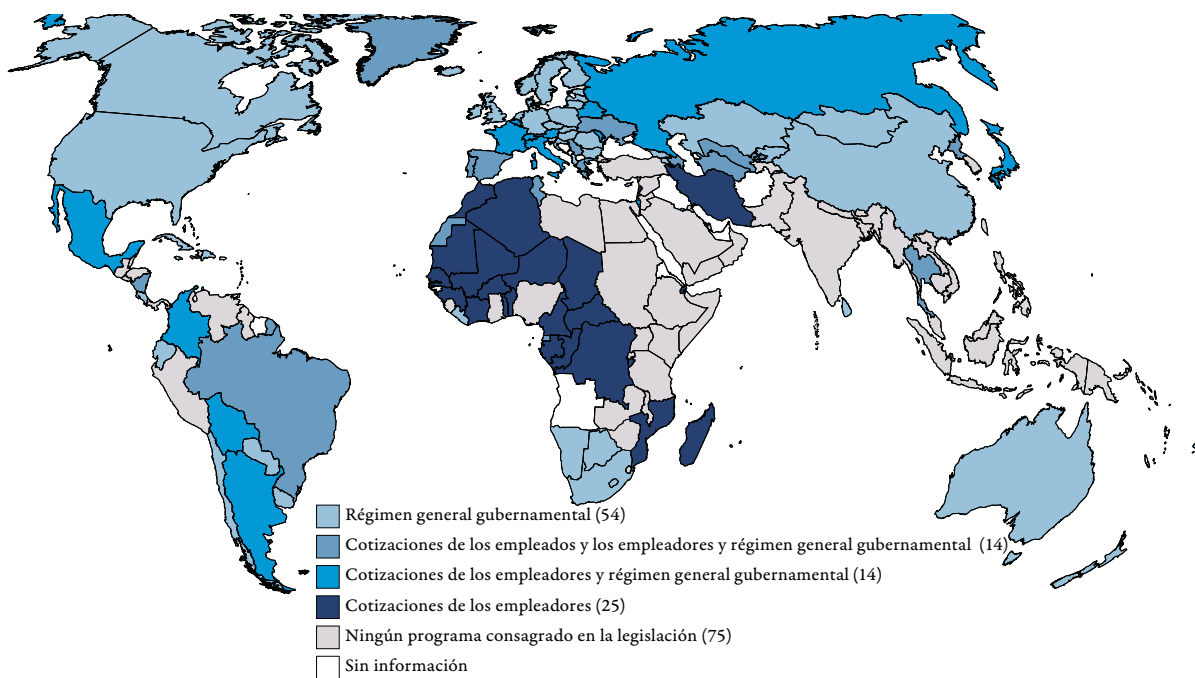 Régimen general gubernamental (54)
Cotizaciones de los empleados y los empleadores y régimen general gubernamental (14)
Cotizaciones de los empleadores y régimen general gubernamental (14)
Cotizaciones de los empleadores (25)
Ningún programa consagrado en la legislación (75)
Sin información